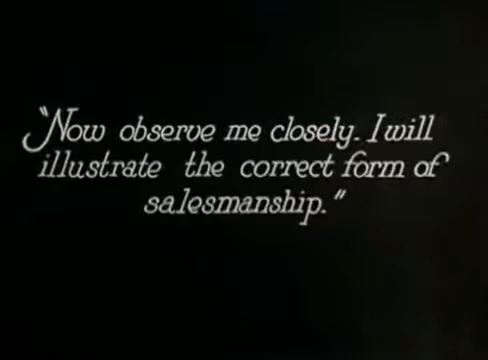 "Now observe me closely. I will
illustrate the correct form of
salesmanship."